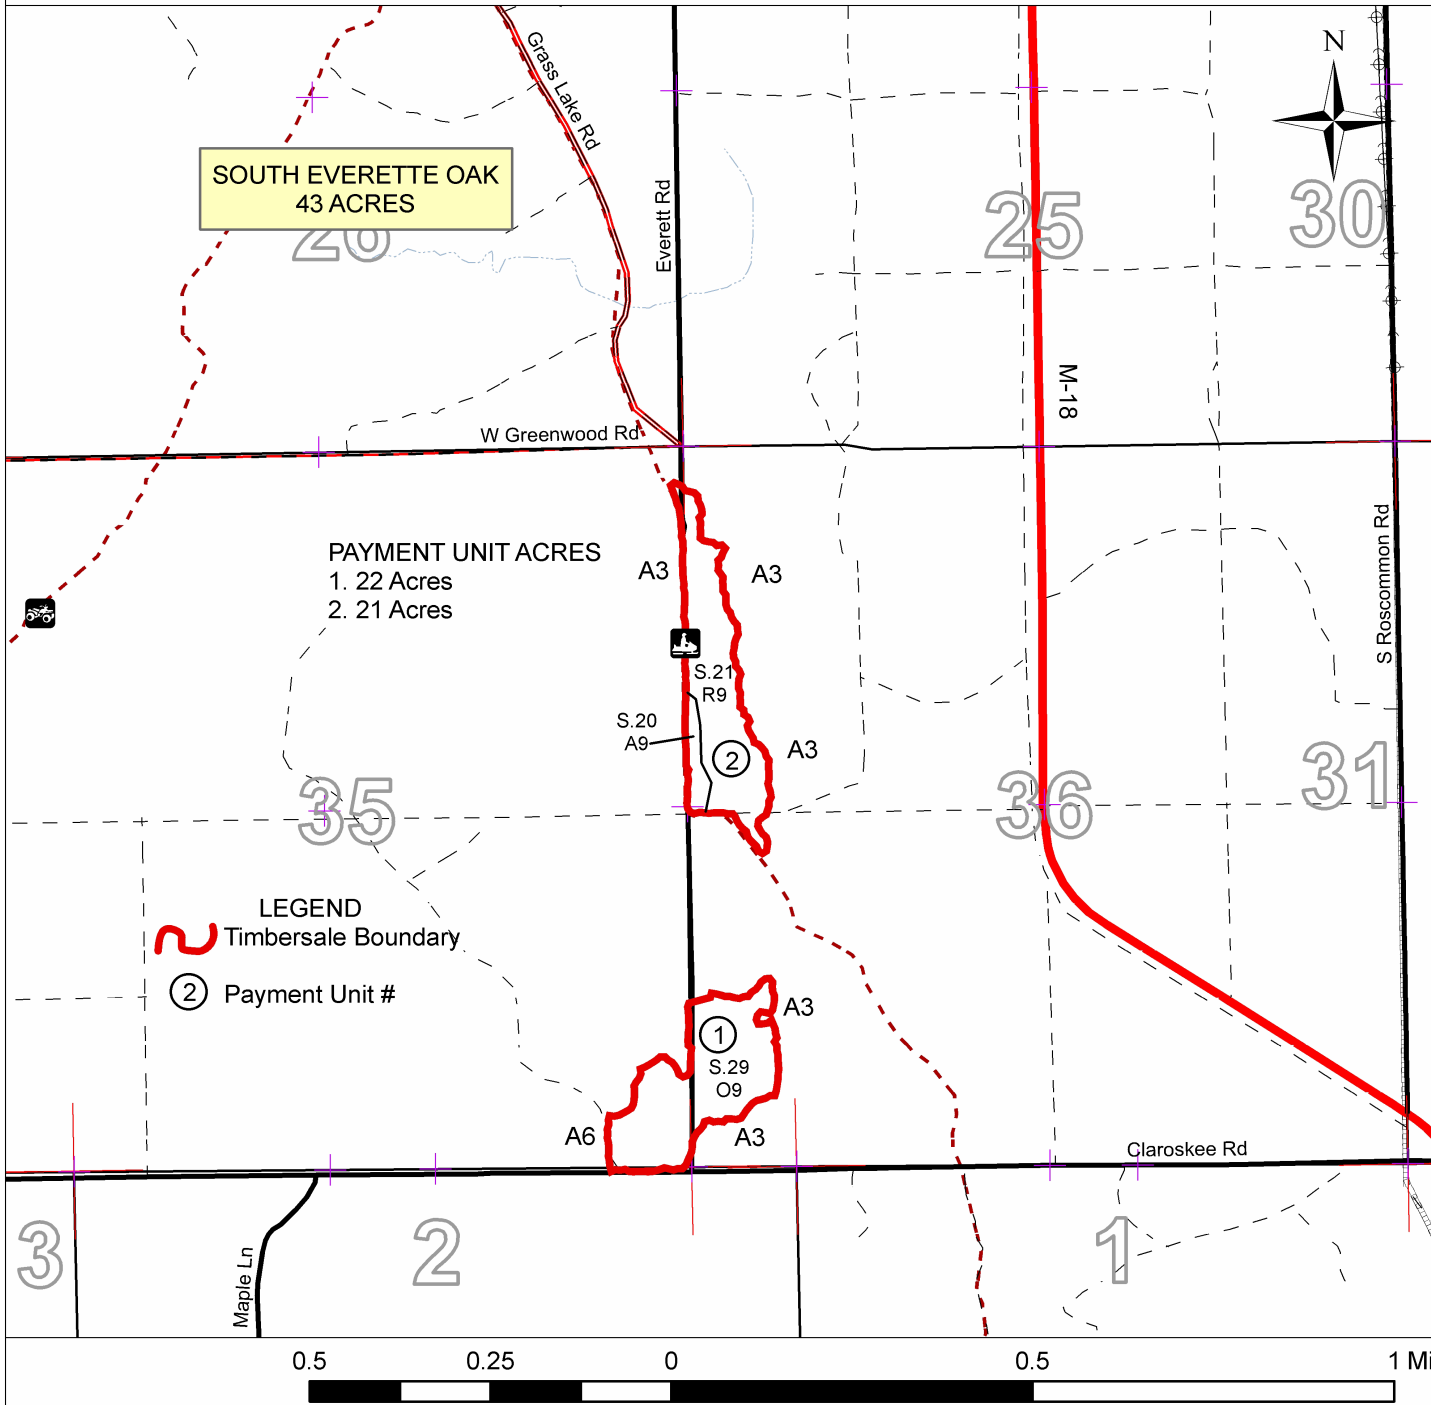 Grass Lake Rd
N
SOUTH EVERETTE OAK
43 ACRES
26
Everett Rd
25
30
M-18
W Greenwood Rd
PAYMENT UNIT ACRES
1. 22 Acres
2. 21 Acres
A3
A3
S Roscommon Rd
S.21
R9
S.20
A9
2
A3
35
36
31
LEGEND
Timbersale Boundary
2 Payment Unit #
A3
1
S.29
O9
A6
A3
Claroskee Rd
3
2
1
Maple Ln
0.5 0.25 0 0.5 1 Mi